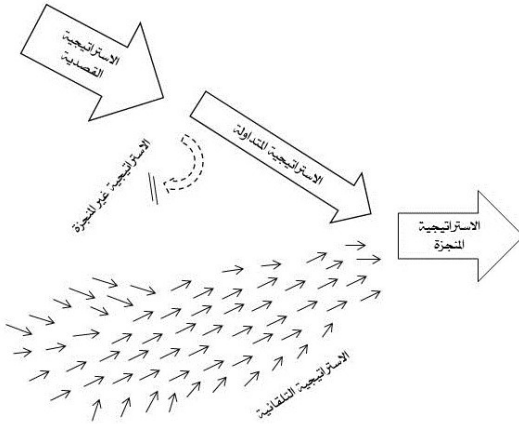 الاستراتيجية
القصدية
الاستراتيجية المتداولة
الاستراتيجية غير المنجزة
الاستراتيجية
المنجزة
الاستراتيجية التلقائية